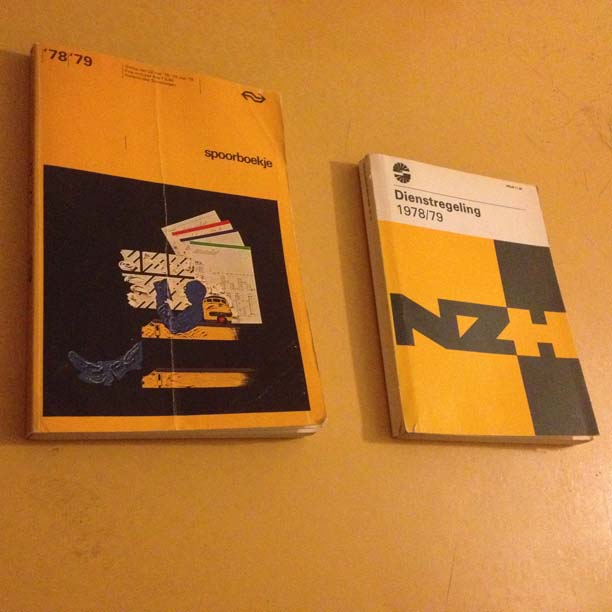 '78 '79
spoorboekje
Dienstregeling
1978/79
NZH